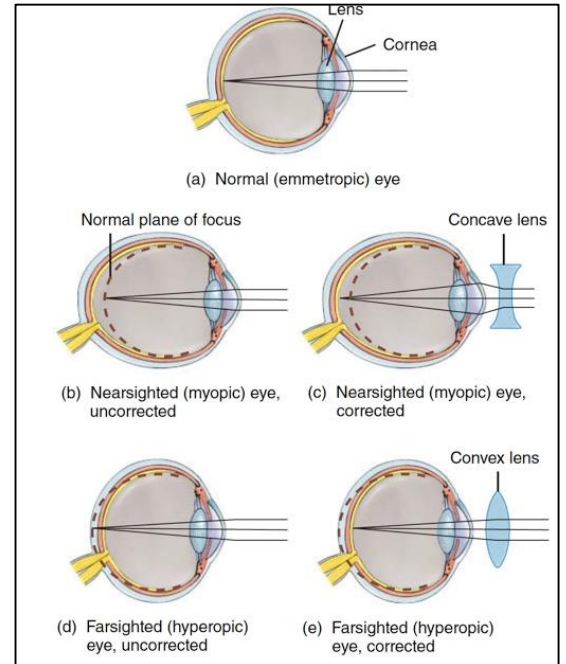 Lens
Cornea
(a) Normal (emmetropic) eye
Normal plane of focus
Concave lens
(b) Nearsighted (myopic) eye,
uncorrected
(c) Nearsighted (myopic) eye,
corrected
Convex lens
(d) Farsighted (hyperopic)
eye, uncorrected
(e) Farsighted (hyperopic)
eye, corrected